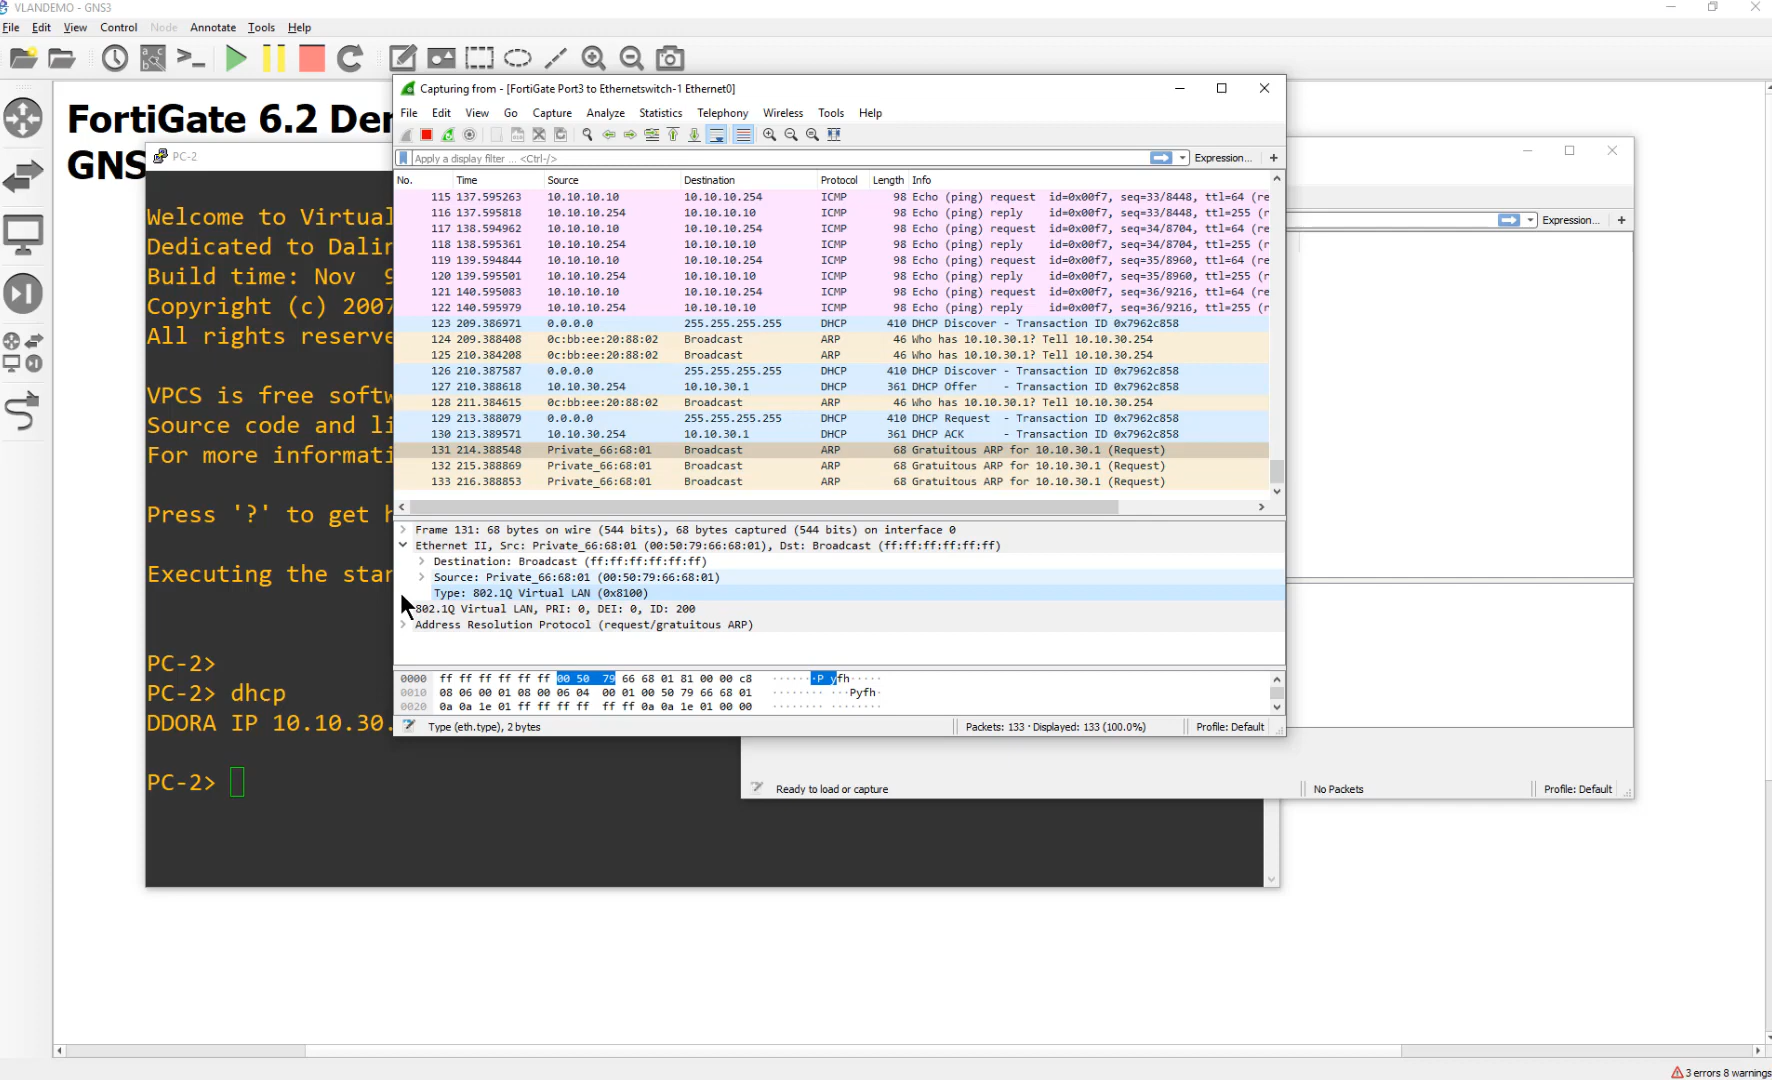 VLANDEMO - GNS3
File Edit View Control Node Annotate Tools Help
FortiGate 6.2 Der
GNS
PC-2
Welcome to Virtual
Dedicated to Dalin
Build time: Nov 9
Copyright (c) 2007
All rights reserve
VPCS is free softw
Source code and li
For more informati
Press '?' to get h
Executing the star
PC-2>
PC-2> dhcp
DDORA IP 10.10.30.
PC-2>
Capturing from - [FortiGate Port3 to Ethernetswitch-1 Ethernet0]
File Edit View Go Capture Analyze Statistics Telephony Wireless Tools Help
Apply a display filter ... <Ctrl-/> Expression... +
No. Time Source Destination Protocol Length Info
115 137.595263 10.10.10.10 10.10.10.254 ICMP 98 Echo (ping) request id=0x00f7, seq=33/8448, ttl=64 (re
116 137.595818 10.10.10.254 10.10.10.10 ICMP 98 Echo (ping) reply id=0x00f7, seq=33/8448, ttl=255 (r
117 138.594962 10.10.10.10 10.10.10.254 ICMP 98 Echo (ping) request id=0x00f7, seq=34/8704, ttl=64 (re
118 138.595361 10.10.10.254 10.10.10.10 ICMP 98 Echo (ping) reply id=0x00f7, seq=34/8704, ttl=255 (r
119 139.594844 10.10.10.10 10.10.10.254 ICMP 98 Echo (ping) request id=0x00f7, seq=35/8960, ttl=64 (re
120 139.595501 10.10.10.254 10.10.10.10 ICMP 98 Echo (ping) reply id=0x00f7, seq=35/8960, ttl=255 (r
121 140.595083 10.10.10.10 10.10.10.254 ICMP 98 Echo (ping) request id=0x00f7, seq=36/9216, ttl=64 (re
122 140.595979 10.10.10.254 10.10.10.10 ICMP 98 Echo (ping) reply id=0x00f7, seq=36/9216, ttl=255 (r
123 209.386971 0.0.0.0 255.255.255.255 DHCP 410 DHCP Discover - Transaction ID 0x7962c858
124 209.388408 0c:bb:ee:20:88:02 Broadcast ARP 46 Who has 10.10.30.1? Tell 10.10.30.254
125 210.384208 0c:bb:ee:20:88:02 Broadcast ARP 46 Who has 10.10.30.1? Tell 10.10.30.254
126 210.387587 0.0.0.0 255.255.255.255 DHCP 410 DHCP Discover - Transaction ID 0x7962c858
127 210.388618 10.10.30.254 10.10.30.1 DHCP 361 DHCP Offer - Transaction ID 0x7962c858
128 211.384615 0c:bb:ee:20:88:02 Broadcast ARP 46 Who has 10.10.30.1? Tell 10.10.30.254
129 213.388079 0.0.0.0 255.255.255.255 DHCP 410 DHCP Request - Transaction ID 0x7962c858
130 213.389571 10.10.30.254 10.10.30.1 DHCP 361 DHCP ACK - Transaction ID 0x7962c858
131 214.388548 Private_66:68:01 Broadcast ARP 68 Gratuitous ARP for 10.10.30.1 (Request)
132 215.388869 Private_66:68:01 Broadcast ARP 68 Gratuitous ARP for 10.10.30.1 (Request)
133 216.388853 Private_66:68:01 Broadcast ARP 68 Gratuitous ARP for 10.10.30.1 (Request)
Frame 131: 68 bytes on wire (544 bits), 68 bytes captured (544 bits) on interface 0
Ethernet II, Src: Private_66:68:01 (00:50:79:66:68:01), Dst: Broadcast (ff:ff:ff:ff:ff:ff)
Destination: Broadcast (ff:ff:ff:ff:ff:ff)
Source: Private_66:68:01 (00:50:79:66:68:01)
Type: 802.1Q Virtual LAN (0x8100)
802.1Q Virtual LAN, PRI: 0, DEI: 0, ID: 200
Address Resolution Protocol (request/gratuitous ARP)
0000 ff ff ff ff ff ff 00 50 79 66 68 01 81 00 00 c8 ·······P yfh·····
0010 08 06 00 01 08 00 06 04 00 01 00 50 79 66 68 01 ········ ···Pyfh·
0020 0a 0a 1e 01 ff ff ff ff ff ff 0a 0a 1e 01 00 00 ········ ········
Type (eth.type), 2 bytes Packets: 133 · Displayed: 133 (100.0%) Profile: Default
Expression... +
Ready to load or capture No Packets Profile: Default
3 errors 8 warnings